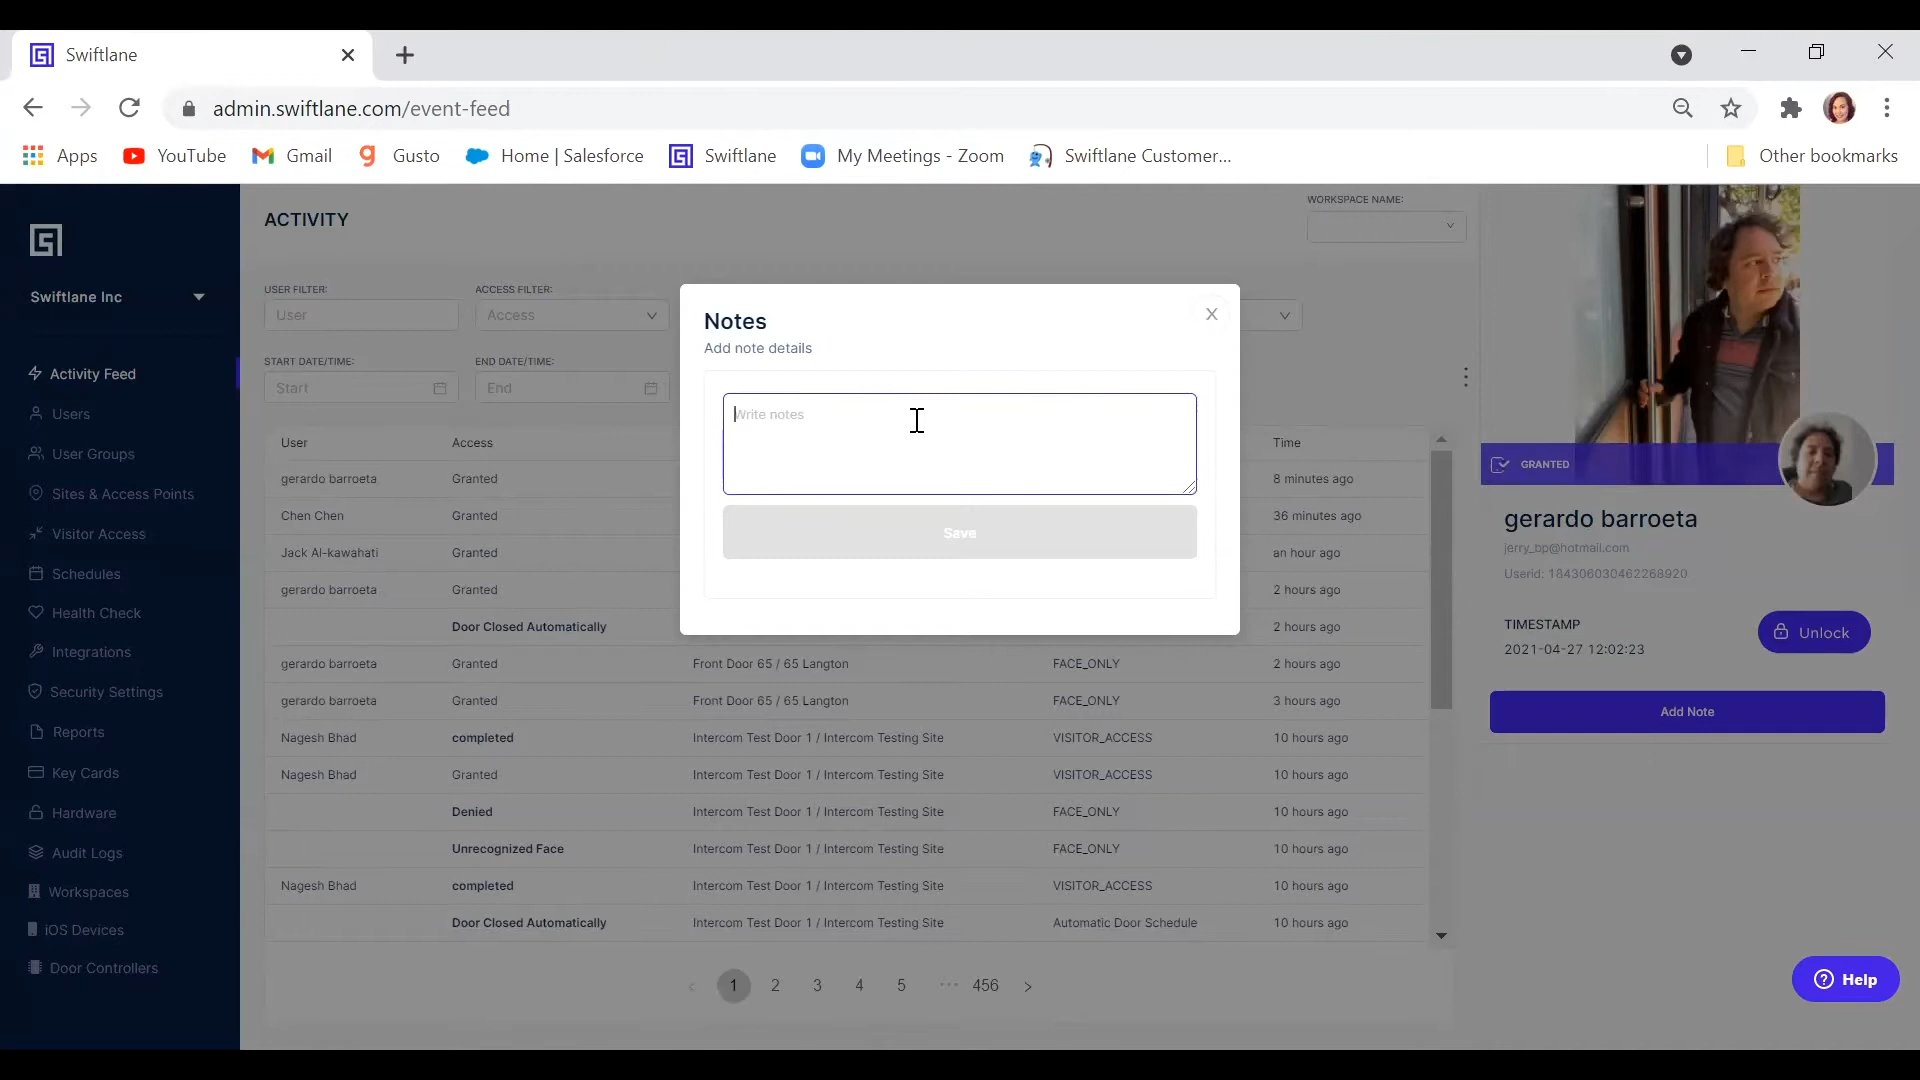 Swiftlane
admin.swiftlane.com/event-feed
Apps YouTube Gmail Gusto Home | Salesforce Swiftlane My Meetings - Zoom Swiftlane Customer... Other bookmarks
Swiftlane Inc
Activity Feed
Users
User Groups
Sites & Access Points
Visitor Access
Schedules
Health Check
Integrations
Security Settings
Reports
Key Cards
Hardware
Audit Logs
Workspaces
iOS Devices
Door Controllers
ACTIVITY
WORKSPACE NAME:
USER FILTER: ACCESS FILTER:
User Access
START DATE/TIME: END DATE/TIME:
Start End
User Access Time
gerardo barroeta Granted 8 minutes ago
Chen Chen Granted 36 minutes ago
Jack Al-kawahati Granted an hour ago
gerardo barroeta Granted 2 hours ago
Door Closed Automatically 2 hours ago
gerardo barroeta Granted Front Door 65 / 65 Langton FACE_ONLY 2 hours ago
gerardo barroeta Granted Front Door 65 / 65 Langton FACE_ONLY 3 hours ago
Nagesh Bhad completed Intercom Test Door 1 / Intercom Testing Site VISITOR_ACCESS 10 hours ago
Nagesh Bhad Granted Intercom Test Door 1 / Intercom Testing Site VISITOR_ACCESS 10 hours ago
Denied Intercom Test Door 1 / Intercom Testing Site FACE_ONLY 10 hours ago
Unrecognized Face Intercom Test Door 1 / Intercom Testing Site FACE_ONLY 10 hours ago
Nagesh Bhad completed Intercom Test Door 1 / Intercom Testing Site VISITOR_ACCESS 10 hours ago
Door Closed Automatically Intercom Test Door 1 / Intercom Testing Site Automatic Door Schedule 10 hours ago
1 2 3 4 5 ··· 456
Notes
Add note details
Write notes
Save
GRANTED
gerardo barroeta
jerry_bp@hotmail.com
Userid: 184306030462268920
TIMESTAMP
2021-04-27 12:02:23
Unlock
Add Note
Help